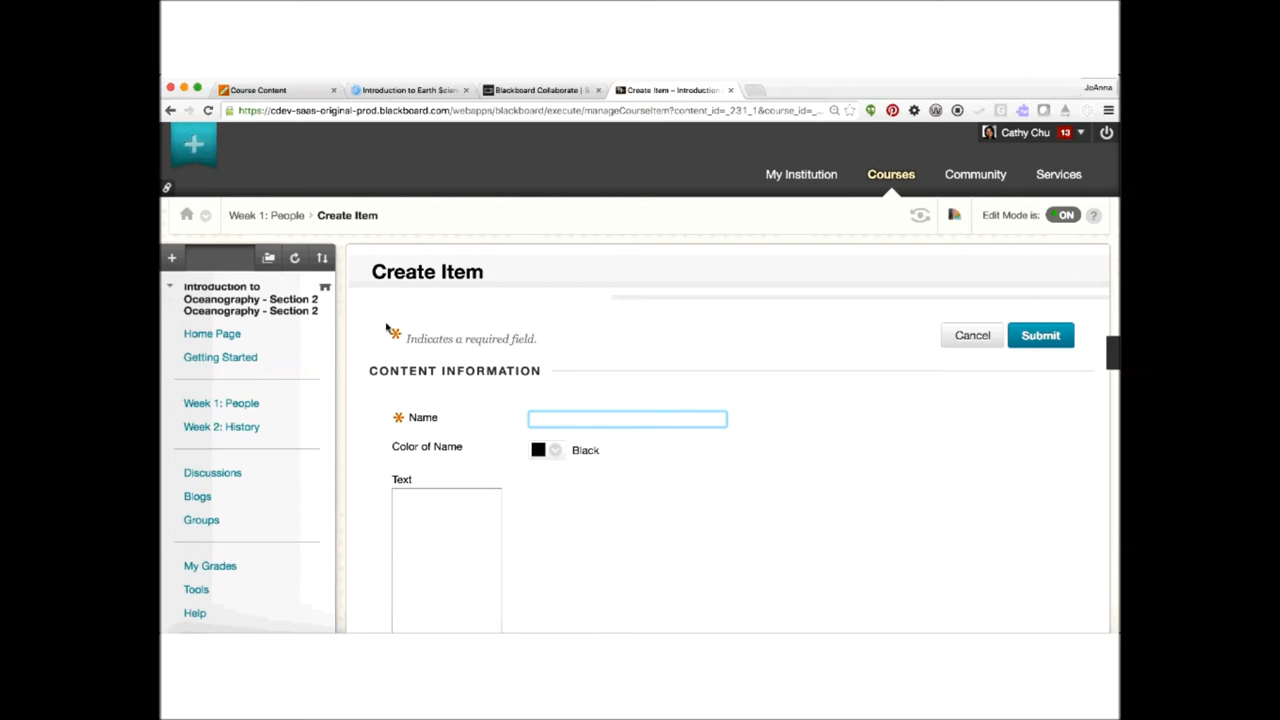 Course Content
Introduction to Earth Scien
Blackboard Collaborate |
Create Item – Introduction
JoAnna
https://cdev-saas-original-prod.blackboard.com/webapps/blackboard/execute/manageCourseItem?content_id=_231_1&course_id=_...
Cathy Chu 13
My Institution Courses Community Services
Week 1: People Create Item
Edit Mode is: ON ?
Create Item
Introduction to
Oceanography - Section 2
Oceanography - Section 2
Home Page
Getting Started
Week 1: People
Week 2: History
Discussions
Blogs
Groups
My Grades
Tools
Help
Indicates a required field.
Cancel Submit
CONTENT INFORMATION
Name
Color of Name Black
Text